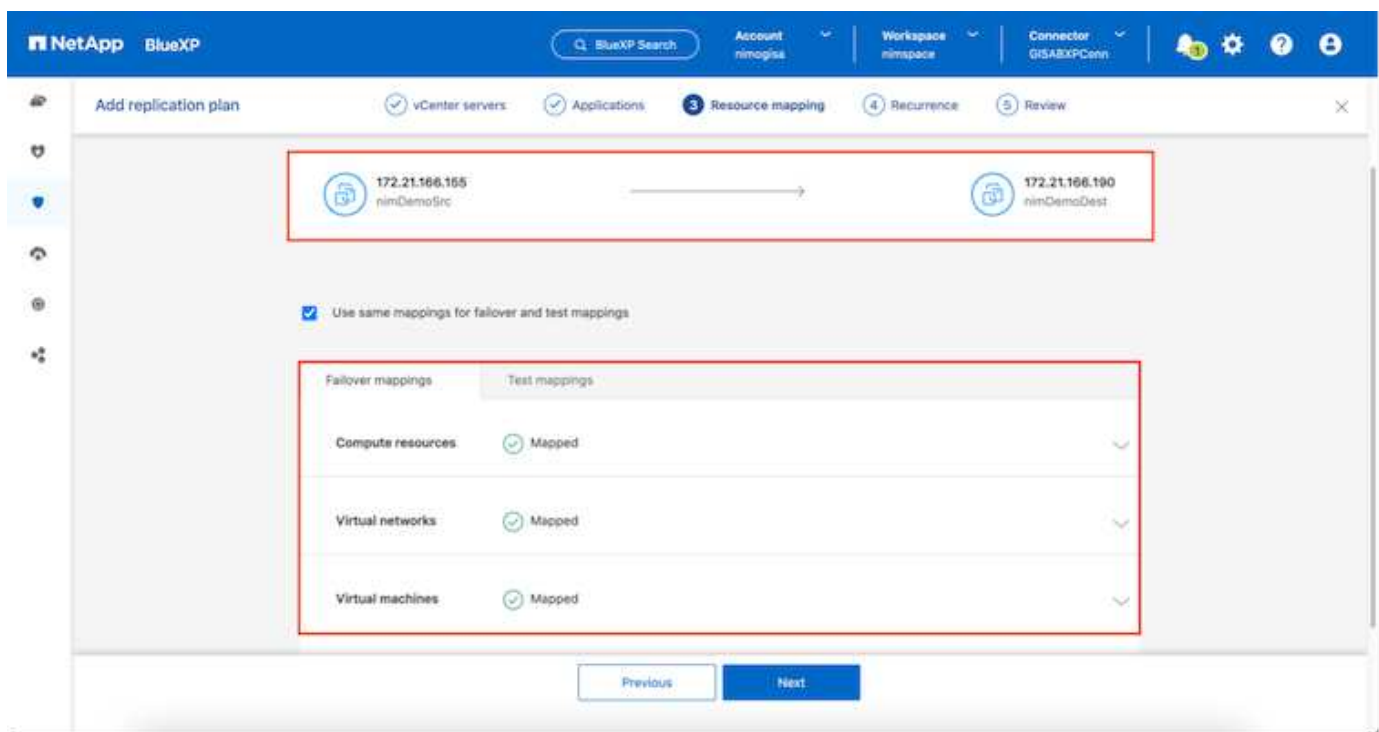 NetApp BlueXP
BlueXP Search
Account
nimogisa
Workspace
nimspace
Connector
GISABXPConn
1
Add replication plan
vCenter servers
Applications
3 Resource mapping
4 Recurrence
5 Review
172.21.166.155
nimDemoSrc
172.21.166.190
nimDemoDest
Use same mappings for failover and test mappings
Failover mappings
Test mappings
Compute resources
Mapped
Virtual networks
Mapped
Virtual machines
Mapped
Previous
Next